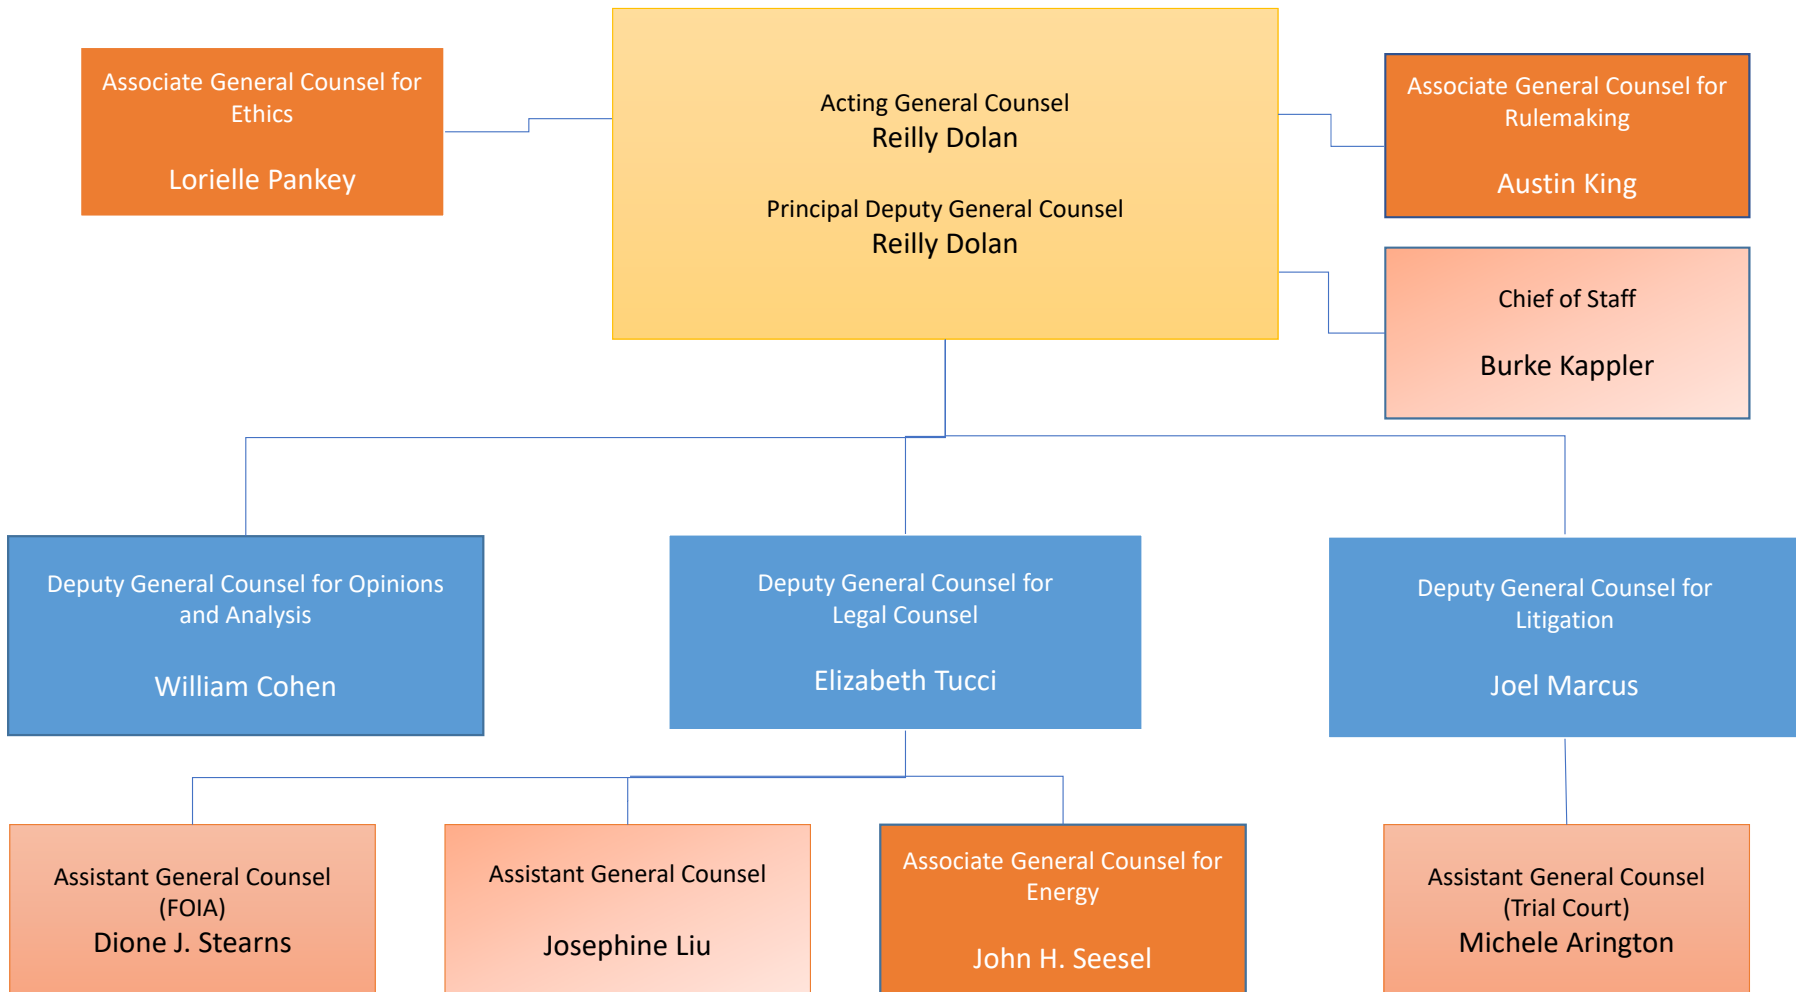 Associate General Counsel for
Ethics
Lorielle Pankey
Acting General Counsel
Reilly Dolan
Principal Deputy General Counsel
Reilly Dolan
Associate General Counsel for
Rulemaking
Austin King
Chief of Staff
Burke Kappler
Deputy General Counsel for Opinions
and Analysis
William Cohen
Deputy General Counsel for
Legal Counsel
Elizabeth Tucci
Deputy General Counsel for
Litigation
Joel Marcus
Assistant General Counsel
(FOIA)
Dione J. Stearns
Assistant General Counsel
Josephine Liu
Associate General Counsel for
Energy
John H. Seesel
Assistant General Counsel
(Trial Court)
Michele Arington